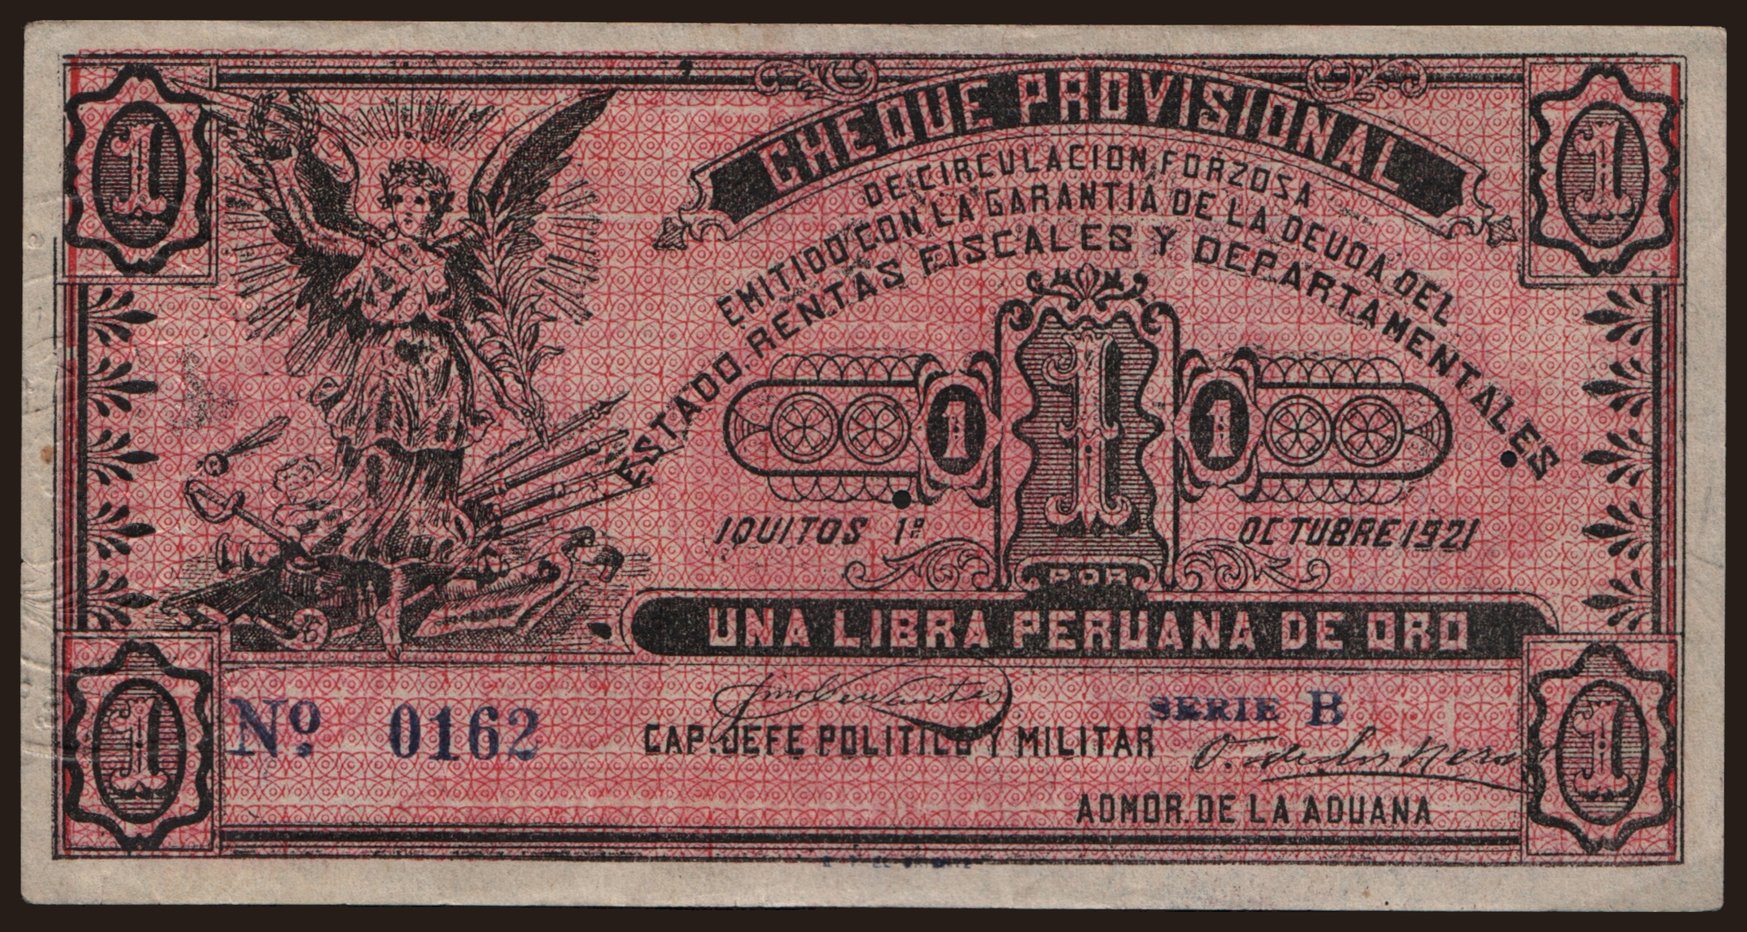 1 1
CHEQUE PROVISIONAL
DE CIRCULACION FORZOSA
EMITIDO CON LA GARANTIA DE LA DEUDA DEL
ESTADO, RENTAS FISCALES Y DEPARTAMENTALES
1 1 1
IQUITOS 1º OCTUBRE 1921
POR
UNA LIBRA PERUANA DE ORO
Nº 0162 SERIE B
CAP. JEFE POLITICO Y MILITAR
ADMOR. DE LA ADUANA
1 1